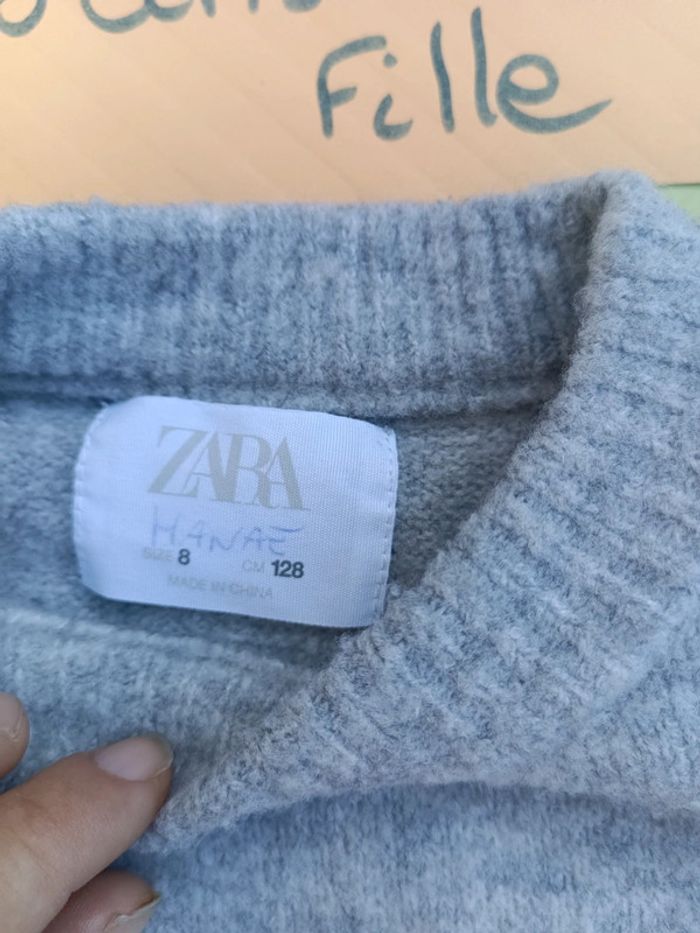 Fille
ZARA
HANAE
SIZE 8 CM 128
MADE IN CHINA